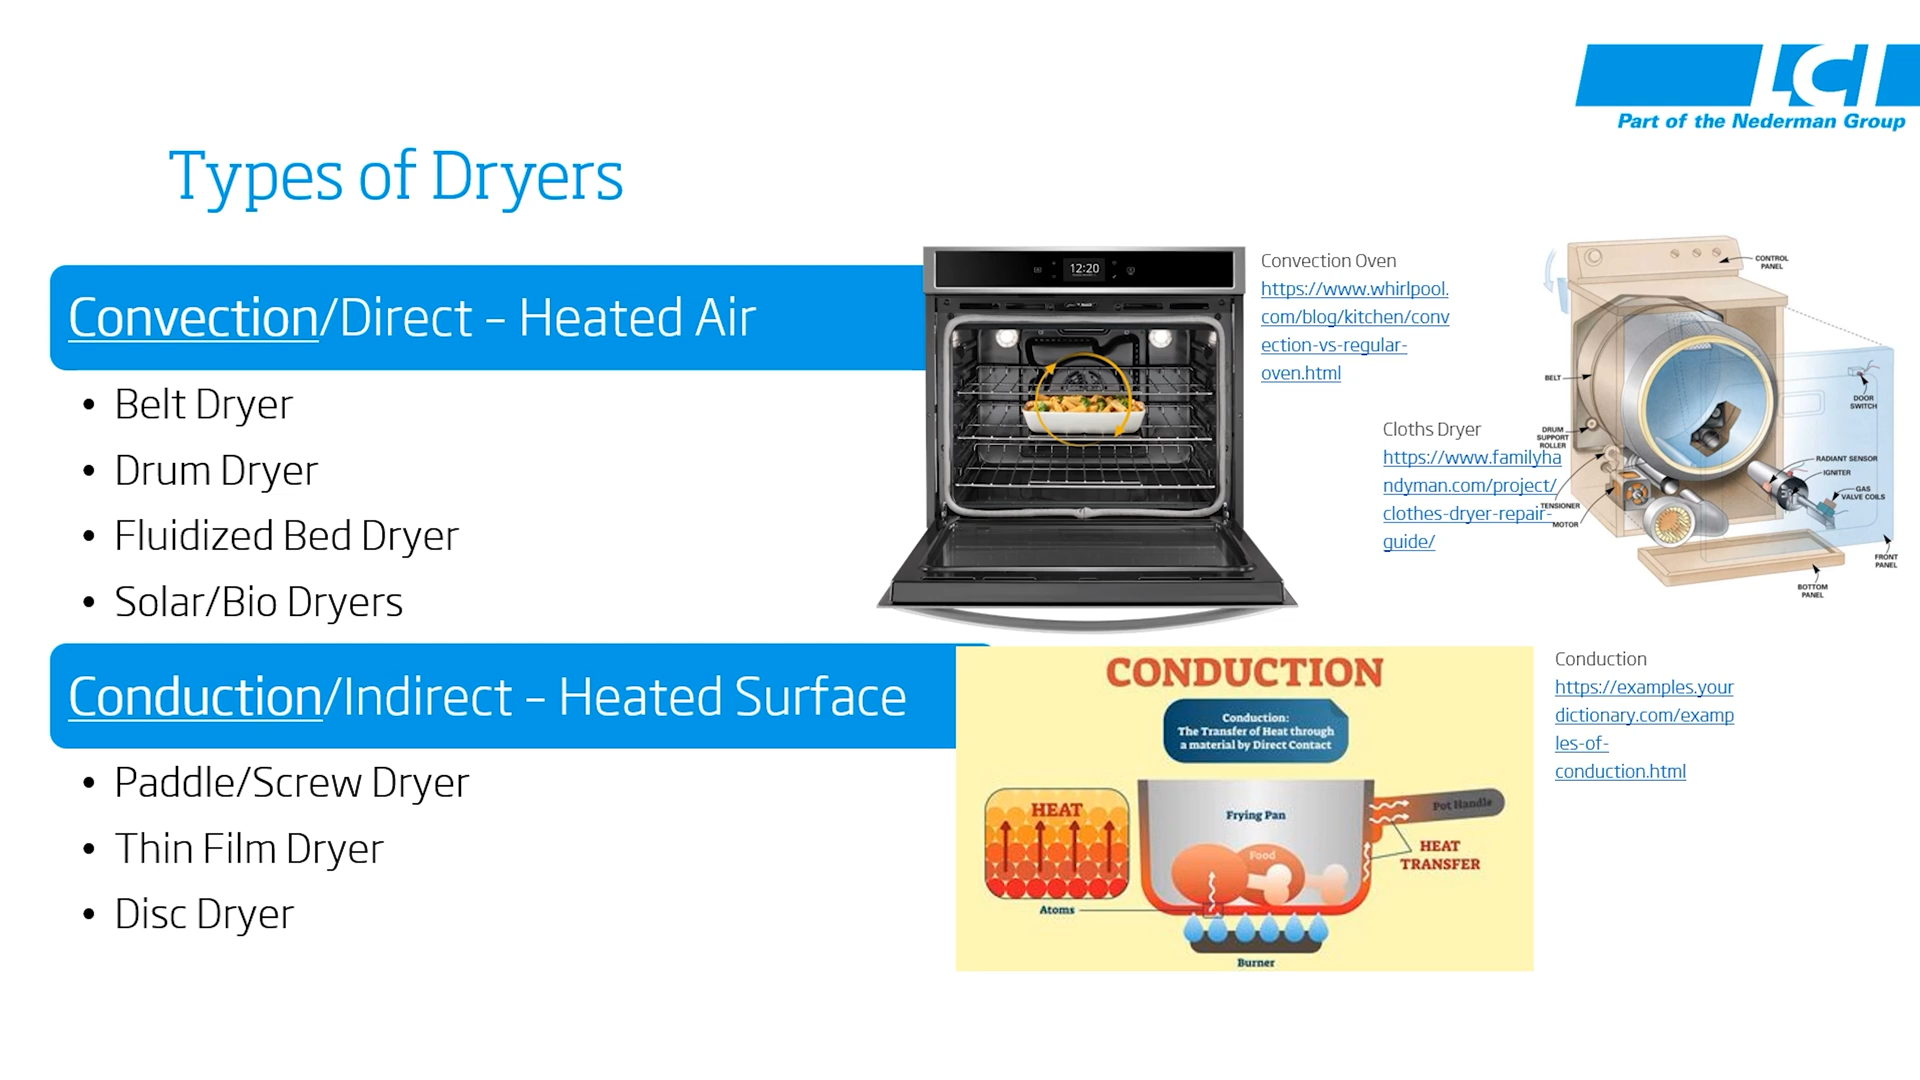 LCI
Part of the Nederman Group
Types of Dryers
Convection/Direct – Heated Air
• Belt Dryer
• Drum Dryer
• Fluidized Bed Dryer
• Solar/Bio Dryers
Conduction/Indirect – Heated Surface
• Paddle/Screw Dryer
• Thin Film Dryer
• Disc Dryer
12:20
Convection Oven
https://www.whirlpool.
com/blog/kitchen/conv
ection-vs-regular-
oven.html
Cloths Dryer
https://www.familyha
ndyman.com/project/
clothes-dryer-repair-
guide/
CONTROL
PANEL
BELT
DOOR
SWITCH
DRUM
SUPPORT
ROLLER
RADIANT SENSOR
IGNITER
GAS
VALVE COILS
TENSIONER
MOTOR
FRONT
PANEL
BOTTOM
PANEL
CONDUCTION
Conduction:
The Transfer of Heat through
a material by Direct Contact
HEAT
Atoms
Frying Pan
Food
Pot Handle
HEAT
TRANSFER
Burner
Conduction
https://examples.your
dictionary.com/examp
les-of-
conduction.html